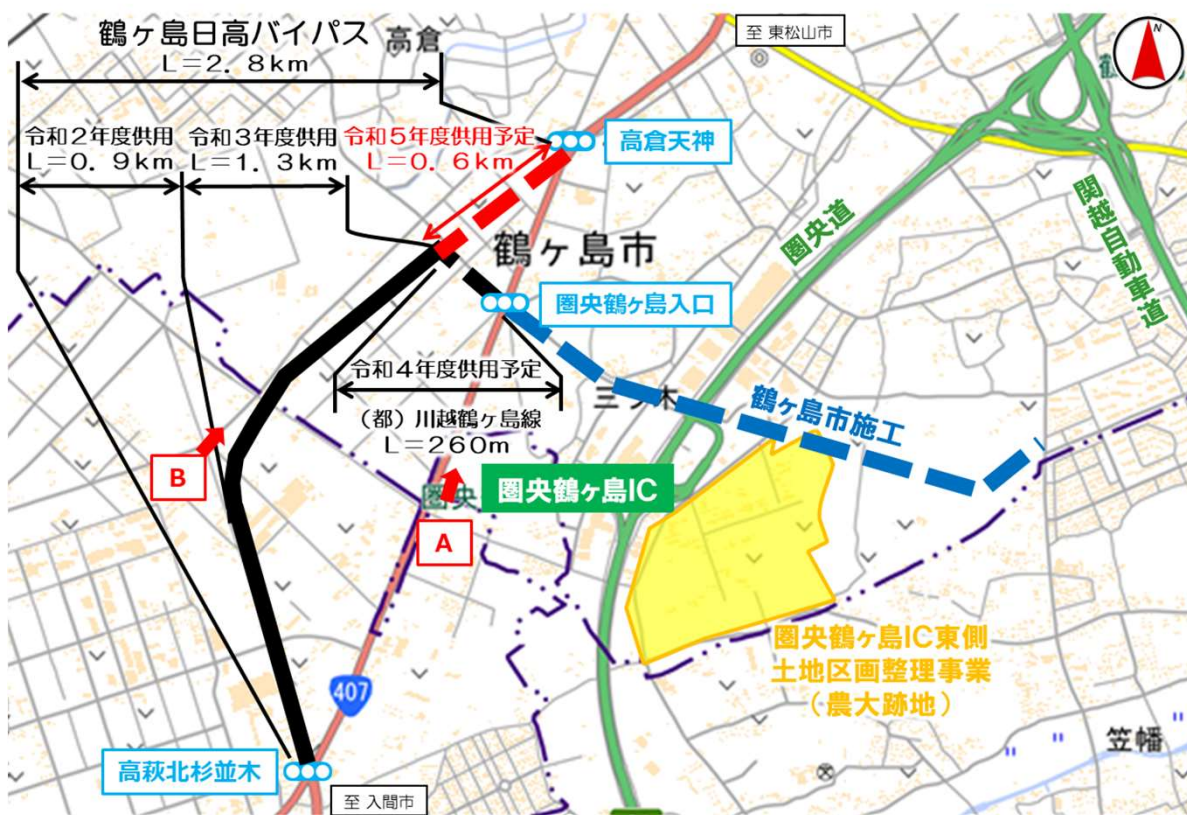 鶴ヶ島日高バイパス
L=2.8km
高倉
至 東松山市
N
令和2年度供用
L=0.9km
令和3年度供用
L=1.3km
令和5年度供用予定
L=0.6km
高倉天神
鶴ヶ島市
圏央道
関越自動車道
圏央鶴ヶ島入口
令和4年度供用予定
(都)川越鶴ヶ島線
L=260m
三ツ木
鶴ヶ島市施工
B
A
圏央
圏央鶴ヶ島IC
圏央鶴ヶ島IC東側
土地区画整理事業
(農大跡地)
407
笠幡
高萩北杉並木
至 入間市